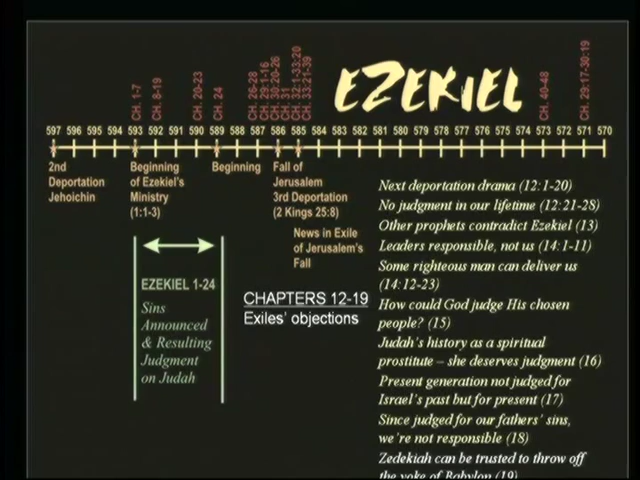 EZEKIEL
CH. 1-7
CH. 8-19
CH. 20-23
CH. 24
CH. 26-28
CH. 29:1-16
CH. 30:20-26
CH. 31
CH. 32:1-33:20
CH. 33:21-39
CH. 40-48
CH. 29:17-30:19
597 596 595 594 593 592 591 590 589 588 587 586 585 584 583 582 581 580 579 578 577 576 575 574 573 572 571 570
2nd
Deportation
Jehoichin
Beginning
of Ezekiel's
Ministry
(1:1-3)
Beginning
Fall of
Jerusalem
3rd Deportation
(2 Kings 25:8)
News in Exile
of Jerusalem's
Fall
EZEKIEL 1-24
Sins
Announced
& Resulting
Judgment
on Judah
CHAPTERS 12-19
Exiles' objections
Next deportation drama (12:1-20)
No judgment in our lifetime (12:21-28)
Other prophets contradict Ezekiel (13)
Leaders responsible, not us (14:1-11)
Some righteous man can deliver us
(14:12-23)
How could God judge His chosen
people? (15)
Judah's history as a spiritual
prostitute – she deserves judgment (16)
Present generation not judged for
Israel's past but for present (17)
Since judged for our fathers' sins,
we're not responsible (18)
Zedekiah can be trusted to throw off
the yoke of Babylon (19)